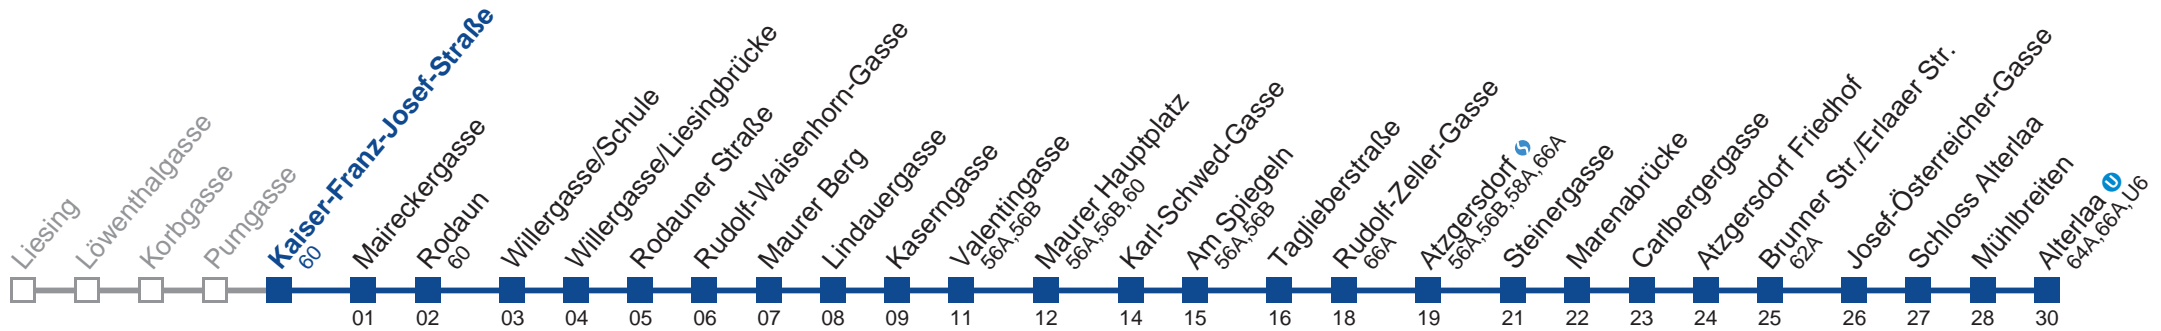 Liesing
Löwenthalgasse
Korbgasse
Pumgasse
Kaiser-Franz-Josef-Straße
60
Maireckergasse
Rodaun
60
Willergasse/Schule
Willergasse/Liesingbrücke
Rodauner Straße
Rudolf-Waisenhorn-Gasse
Maurer Berg
Lindauergasse
Kaserngasse
Valentingasse
56A,56B
Maurer Hauptplatz
56A,56B,60
Karl-Schwed-Gasse
Am Spiegeln
56A,56B
Taglieberstraße
Rudolf-Zeller-Gasse
66A
Atzgersdorf
56A,56B,58A,66A
Steinergasse
Marenabrücke
Carlbergergasse
Atzgersdorf Friedhof
Brunner Str./Erlaaer Str.
62A
Josef-Österreicher-Gasse
Schloss Alterlaa
Mühlbreiten
Alterlaa U
64A,66A,U6
01 02 03 04 05 06 07 08 09 11 12 14 15 16 18 19 21 22 23 24 25 26 27 28 30